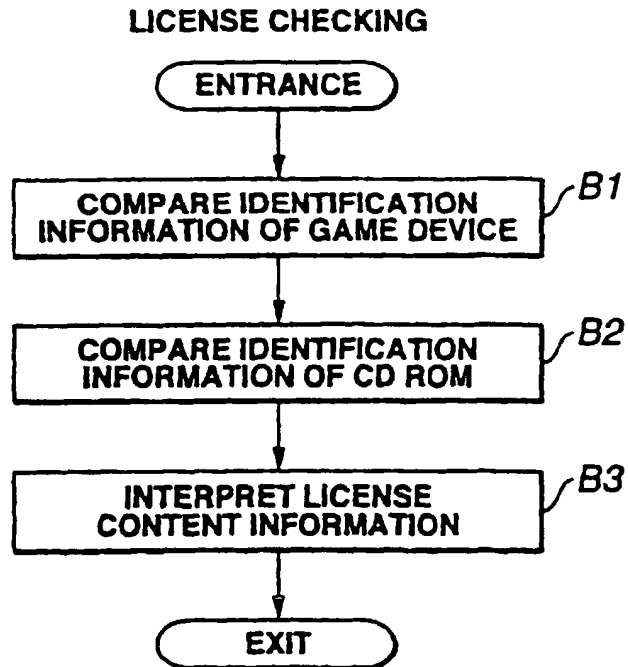 LICENSE CHECKING
ENTRANCE
COMPARE IDENTIFICATION
INFORMATION OF GAME DEVICE
B1
COMPARE IDENTIFICATION
INFORMATION OF CD ROM
B2
INTERPRET LICENSE
CONTENT INFORMATION
B3
EXIT